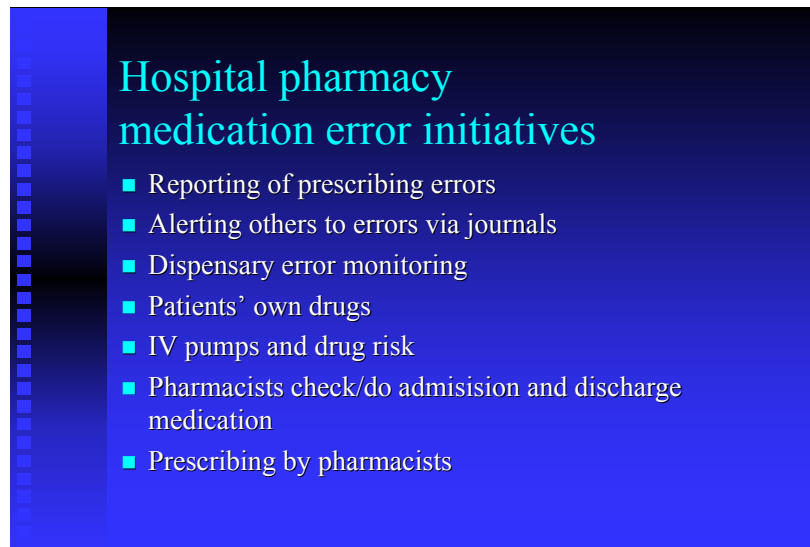 Hospital pharmacy
medication error initiatives
Reporting of prescribing errors
Alerting others to errors via journals
Dispensary error monitoring
Patients’ own drugs
IV pumps and drug risk
Pharmacists check/do admisision and discharge
medication
Prescribing by pharmacists